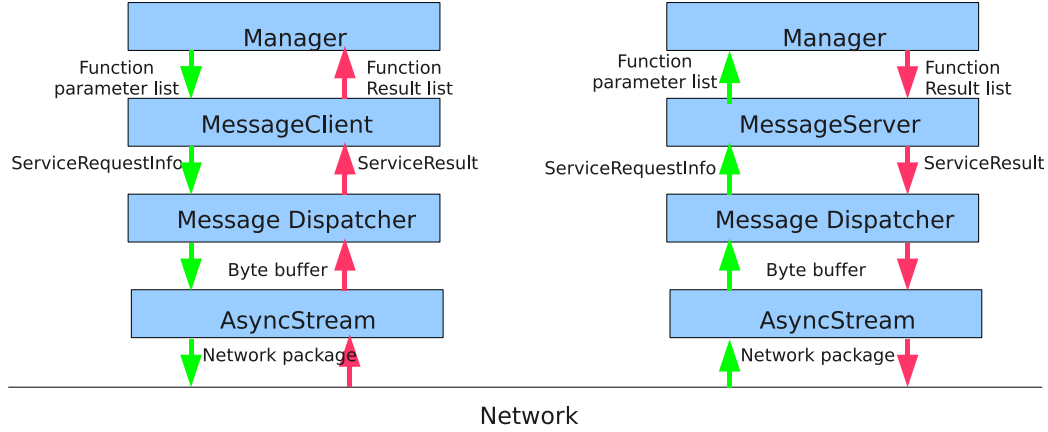 Manager
Function
parameter list
Function
Result list
MessageClient
ServiceRequestInfo
ServiceResult
Message Dispatcher
Byte buffer
AsyncStream
Network package
Manager
Function
parameter list
Function
Result list
MessageServer
ServiceRequestInfo
ServiceResult
Message Dispatcher
Byte buffer
AsyncStream
Network package
Network